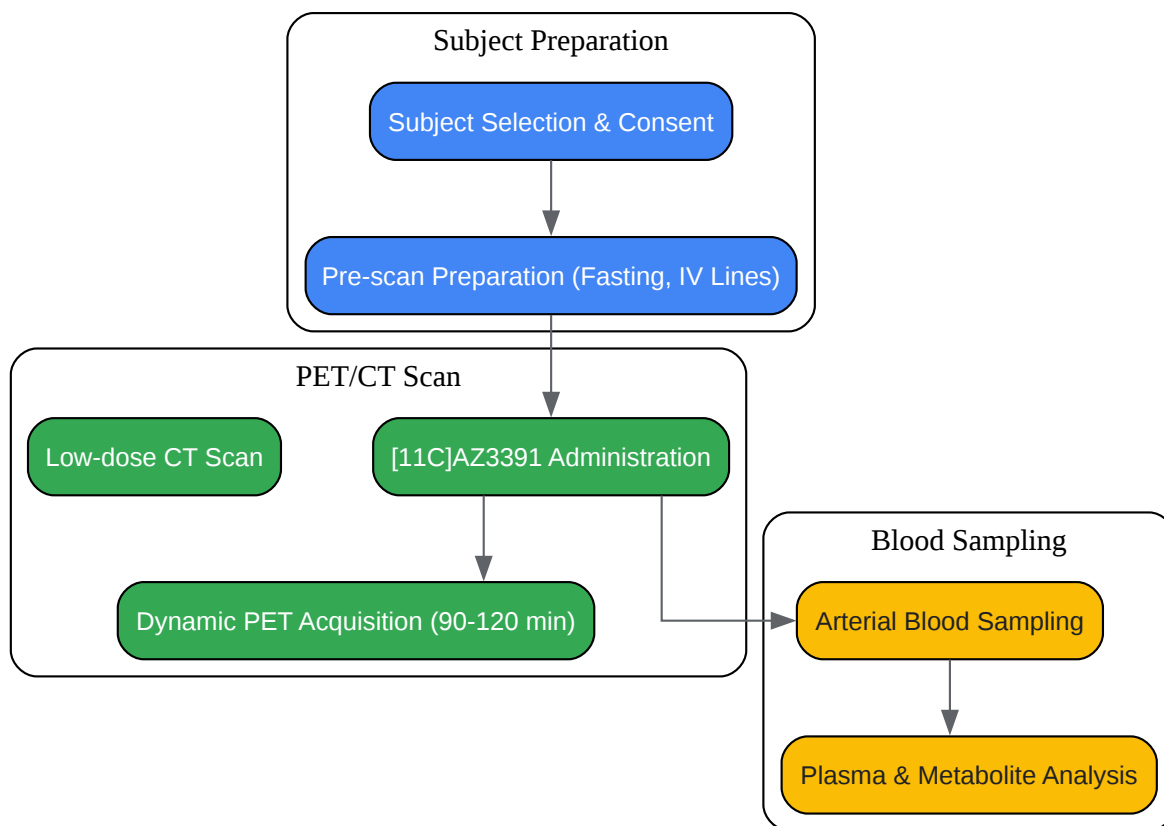 Subject Preparation
Subject Selection & Consent
Pre-scan Preparation (Fasting, IV Lines)
PET/CT Scan
Low-dose CT Scan
[11C]AZ3391 Administration
Dynamic PET Acquisition (90-120 min)
Blood Sampling
Arterial Blood Sampling
Plasma & Metabolite Analysis